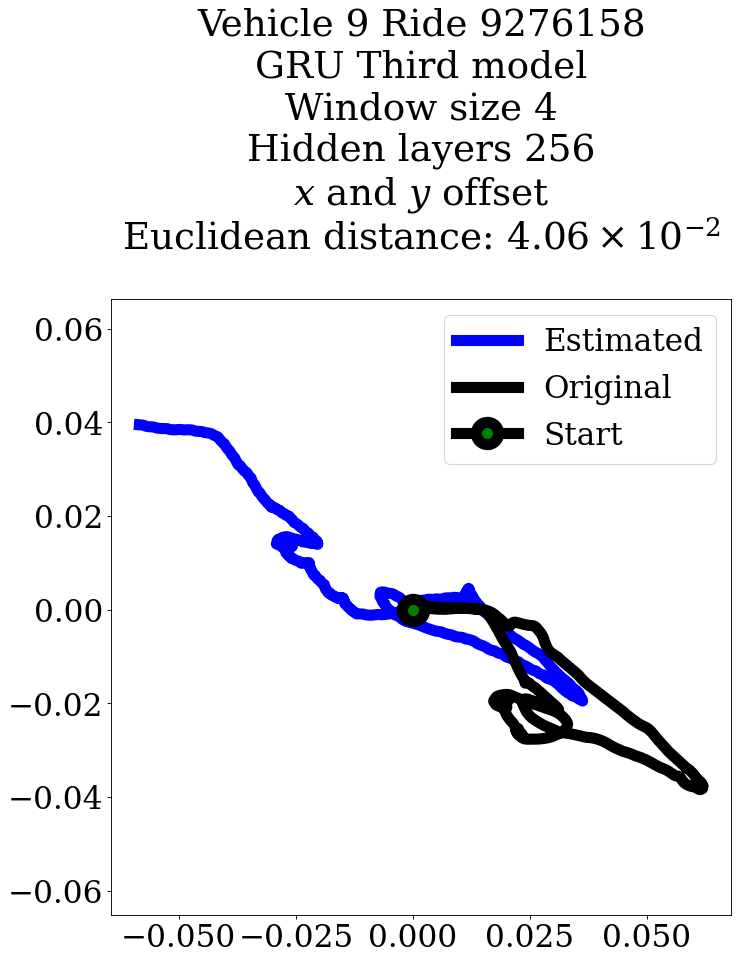 Vehicle 9 Ride 9276158
GRU Third model
Window size 4
Hidden layers 256
x and y offset
Euclidean distance: 4.06 × 10⁻²
Estimated
Original
Start
0.06
0.04
0.02
0.00
−0.02
−0.04
−0.06
−0.050 −0.025 0.000 0.025 0.050